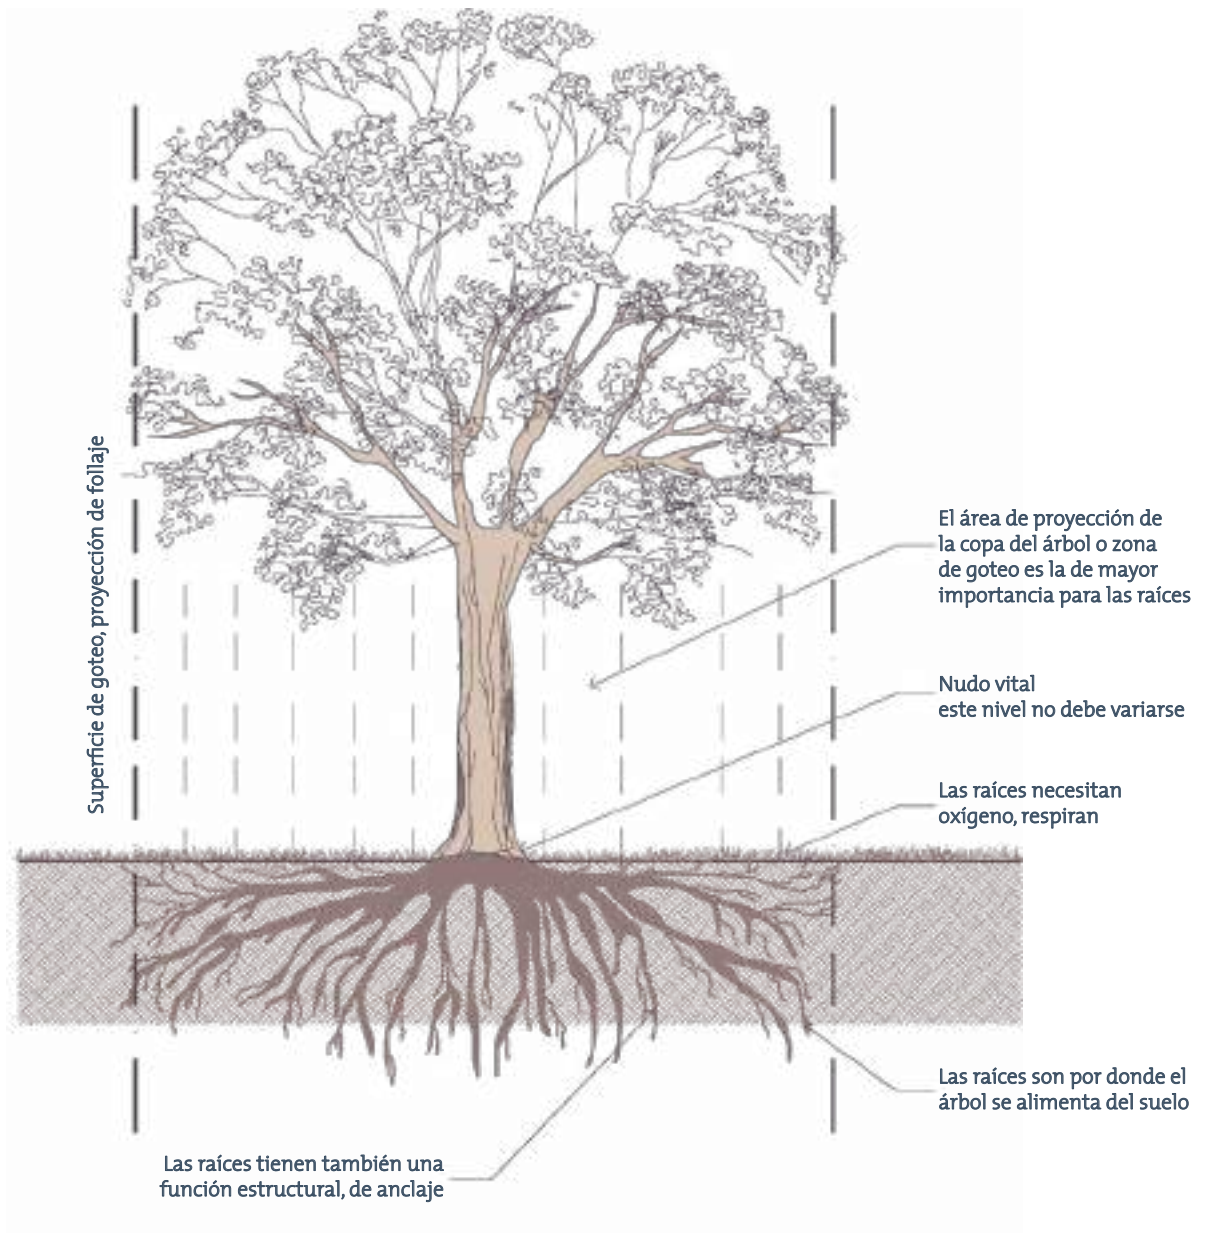 Superficie de goteo, proyección de follaje
El área de proyección de
la copa del árbol o zona
de goteo es la de mayor
importancia para las raíces
Nudo vital
este nivel no debe variarse
Las raíces necesitan
oxígeno, respiran
Las raíces son por donde el
árbol se alimenta del suelo
Las raíces tienen también una
función estructural, de anclaje